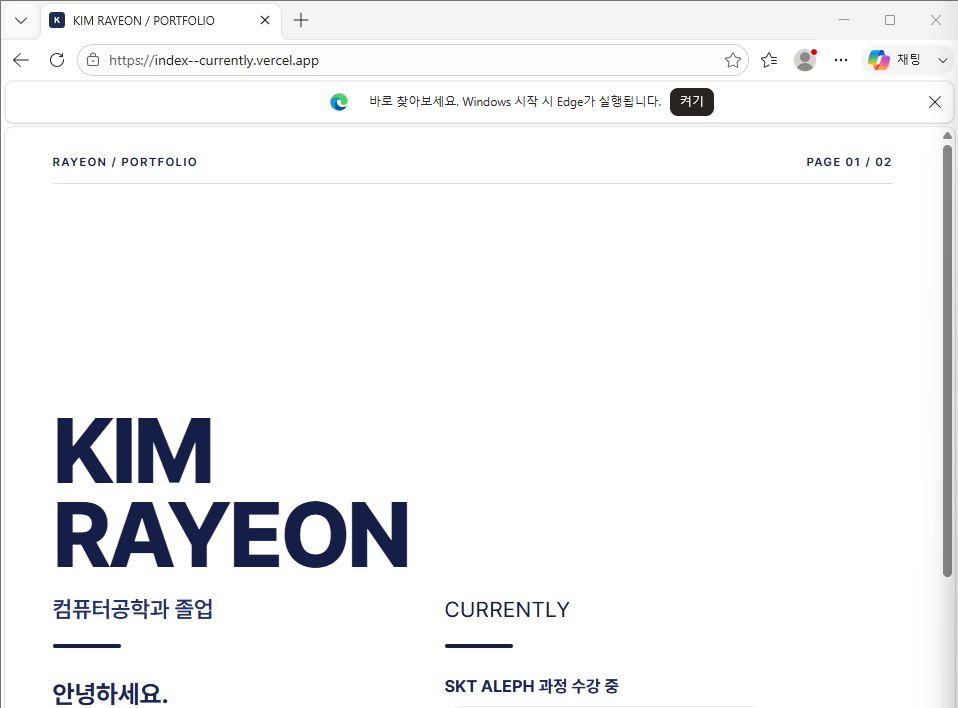 K KIM RAYEON / PORTFOLIO
https://index--currently.vercel.app
채팅
바로 찾아보세요. Windows 시작 시 Edge가 실행됩니다. 켜기
RAYEON / PORTFOLIO
PAGE 01 / 02
KIM
RAYEON
컴퓨터공학과 졸업
CURRENTLY
안녕하세요.
SKT ALEPH 과정 수강 중